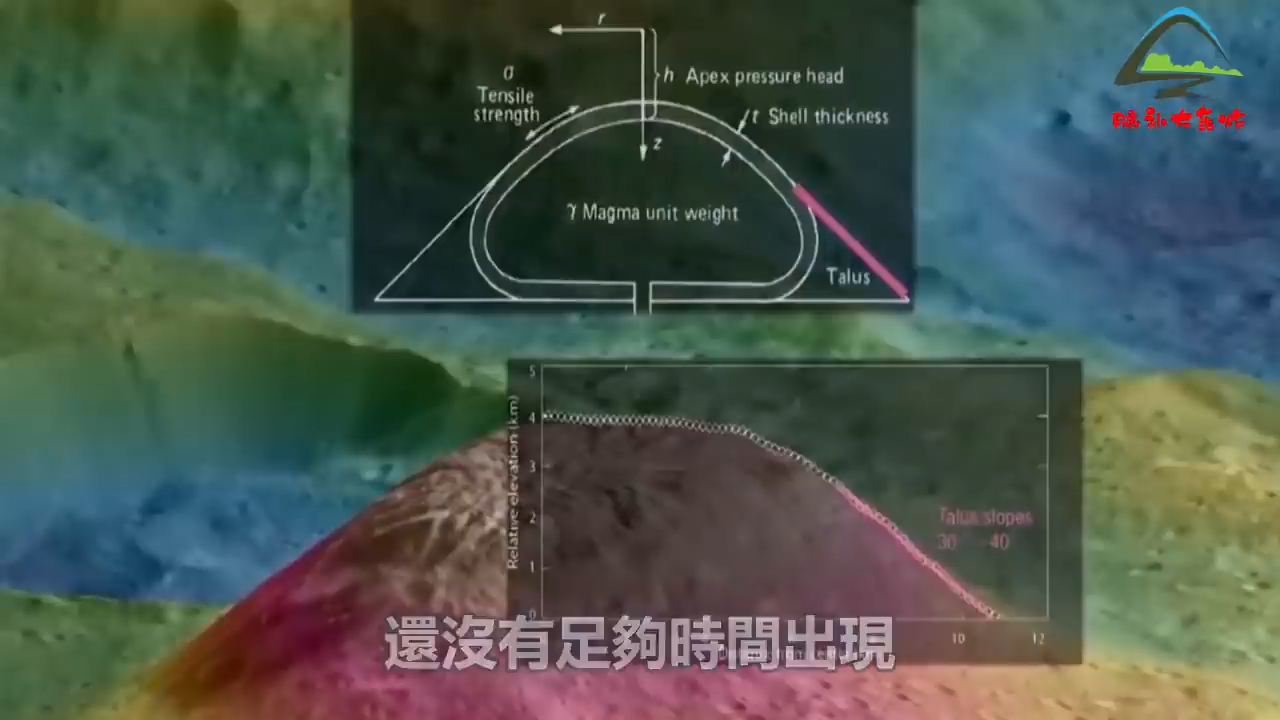 r
σ
Tensile
strength
h Apex pressure head
t Shell thickness
z
γ Magma unit weight
Talus
5
4
3
2
1
0
Relative elevation (km)
Talus slopes
30 -40
10
12
還沒有足夠時間出現